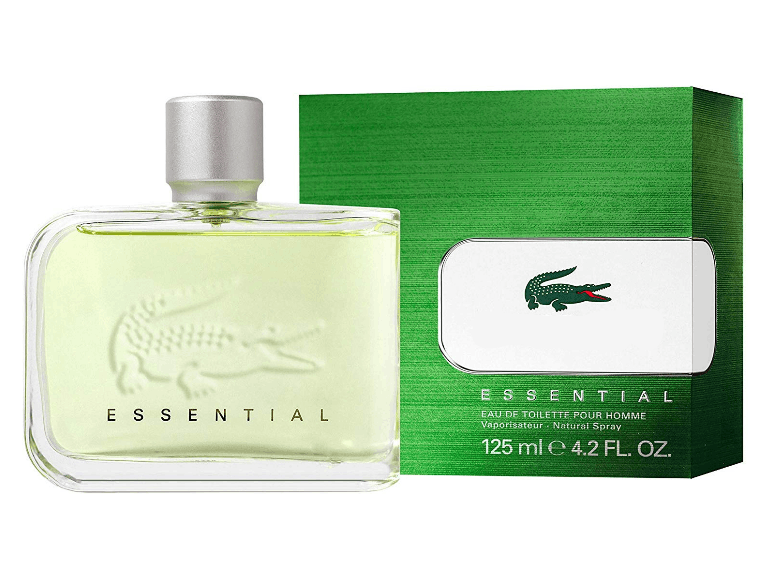 ESSENTIAL
ESSENTIAL
EAU DE TOILETTE POUR HOMME
Vaporisateur - Natural Spray
125 ml ℮ 4.2 FL. OZ.